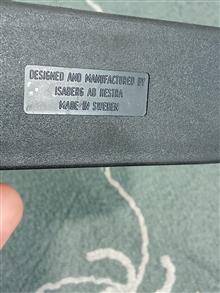 DESIGNED AND MANUFACTURED BY
ISABERG AB HESTRA
MADE IN SWEDEN